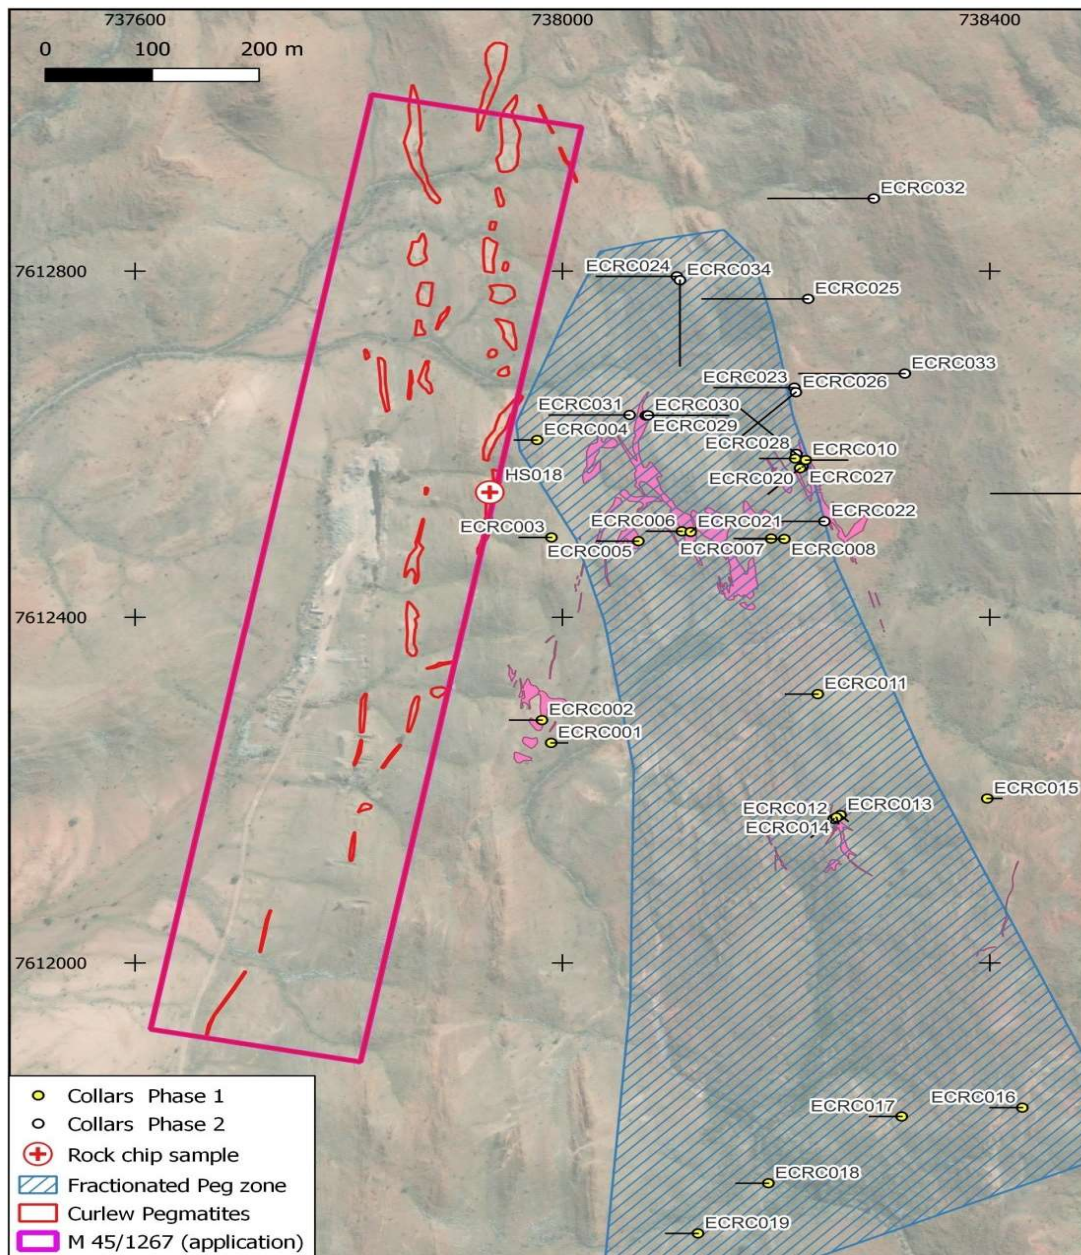 737600 738000 738400
0 100 200 m
ECRC032
7612800
ECRC024 ECRC034
ECRC025
ECRC033
ECRC023 ECRC026
ECRC031 ECRC030
ECRC029
ECRC004
ECRC028 ECRC010
HS018
ECRC020 ECRC027
ECRC022
ECRC003 ECRC006 ECRC021
ECRC005 ECRC007 ECRC008
7612400
ECRC011
ECRC002
ECRC001
ECRC015
ECRC012 ECRC013
ECRC014
7612000
ECRC017 ECRC016
ECRC018
ECRC019
Collars Phase 1
Collars Phase 2
Rock chip sample
Fractionated Peg zone
Curlew Pegmatites
M 45/1267 (application)